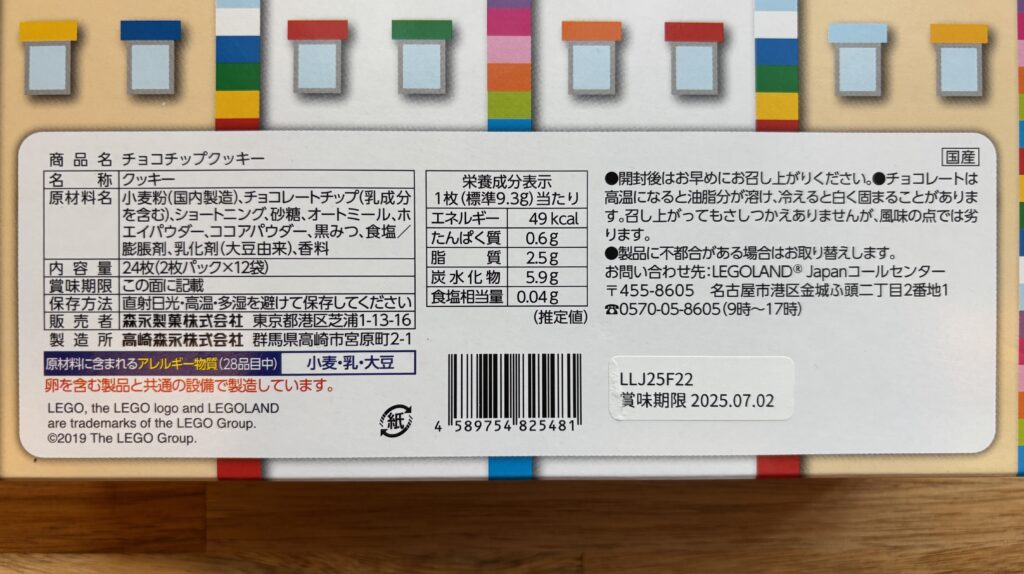 商品名 チョコチップクッキー
名称 クッキー
原材料名 小麦粉(国内製造)、チョコレートチップ(乳成分
を含む)、ショートニング、砂糖、オートミール、ホ
エイパウダー、ココアパウダー、黒みつ、食塩/
膨脹剤、乳化剤(大豆由来)、香料
内容量 24枚(2枚パック×12袋)
賞味期限 この面に記載
保存方法 直射日光・高温・多湿を避けて保存してください
販売者 森永製菓株式会社 東京都港区芝浦1-13-16
製造所 高崎森永株式会社 群馬県高崎市宮原町2-1
原材料に含まれるアレルギー物質(28品目中) 小麦・乳・大豆
卵を含む製品と共通の設備で製造しています。
LEGO, the LEGO logo and LEGOLAND
are trademarks of the LEGO Group.
©2019 The LEGO Group.
紙
栄養成分表示
1枚(標準9.3g)当たり
エネルギー 49 kcal
たんぱく質 0.6 g
脂質 2.5 g
炭水化物 5.9 g
食塩相当量 0.04 g
(推定値)
4 589754 825481
国産
●開封後はお早めにお召し上がりください。●チョコレートは
高温になると油脂分が溶け、冷えると白く固まることがありま
す。召し上がってもさしつかえありませんが、風味の点では劣
ります。
●製品に不都合がある場合はお取り替えします。
お問い合わせ先:LEGOLAND® Japanコールセンター
〒455-8605 名古屋市港区金城ふ頭二丁目2番地1
☎0570-05-8605(9時〜17時)
LLJ25F22
賞味期限 2025.07.02